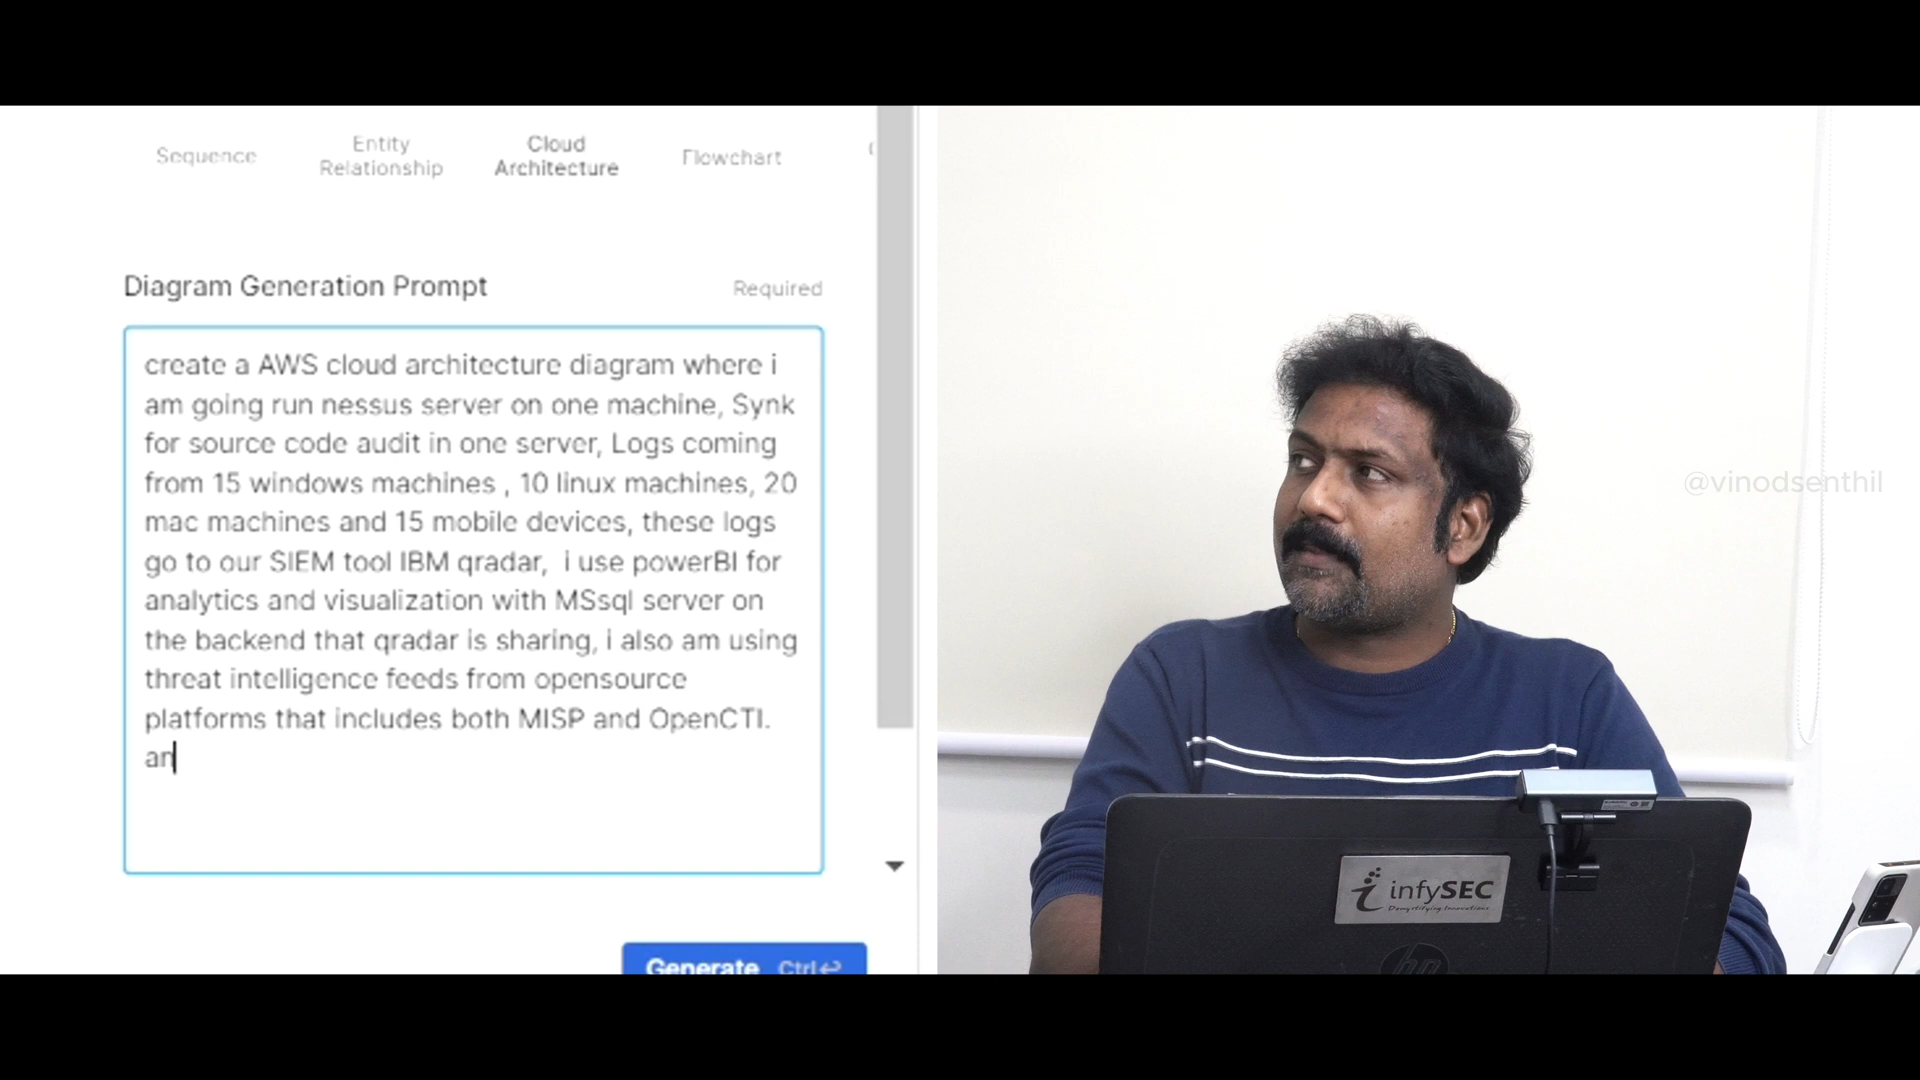 Sequence
Entity
Relationship
Cloud
Architecture
Flowchart
Diagram Generation Prompt
Required
create a AWS cloud architecture diagram where i
am going run nessus server on one machine, Synk
for source code audit in one server, Logs coming
from 15 windows machines , 10 linux machines, 20
mac machines and 15 mobile devices, these logs
go to our SIEM tool IBM qradar,  i use powerBI for
analytics and visualization with MSsql server on
the backend that qradar is sharing, i also am using
threat intelligence feeds from opensource
platforms that includes both MISP and OpenCTI.
an
Generate Ctrl
@vinodsenthil
infySEC
Demystifying Innovations
hp